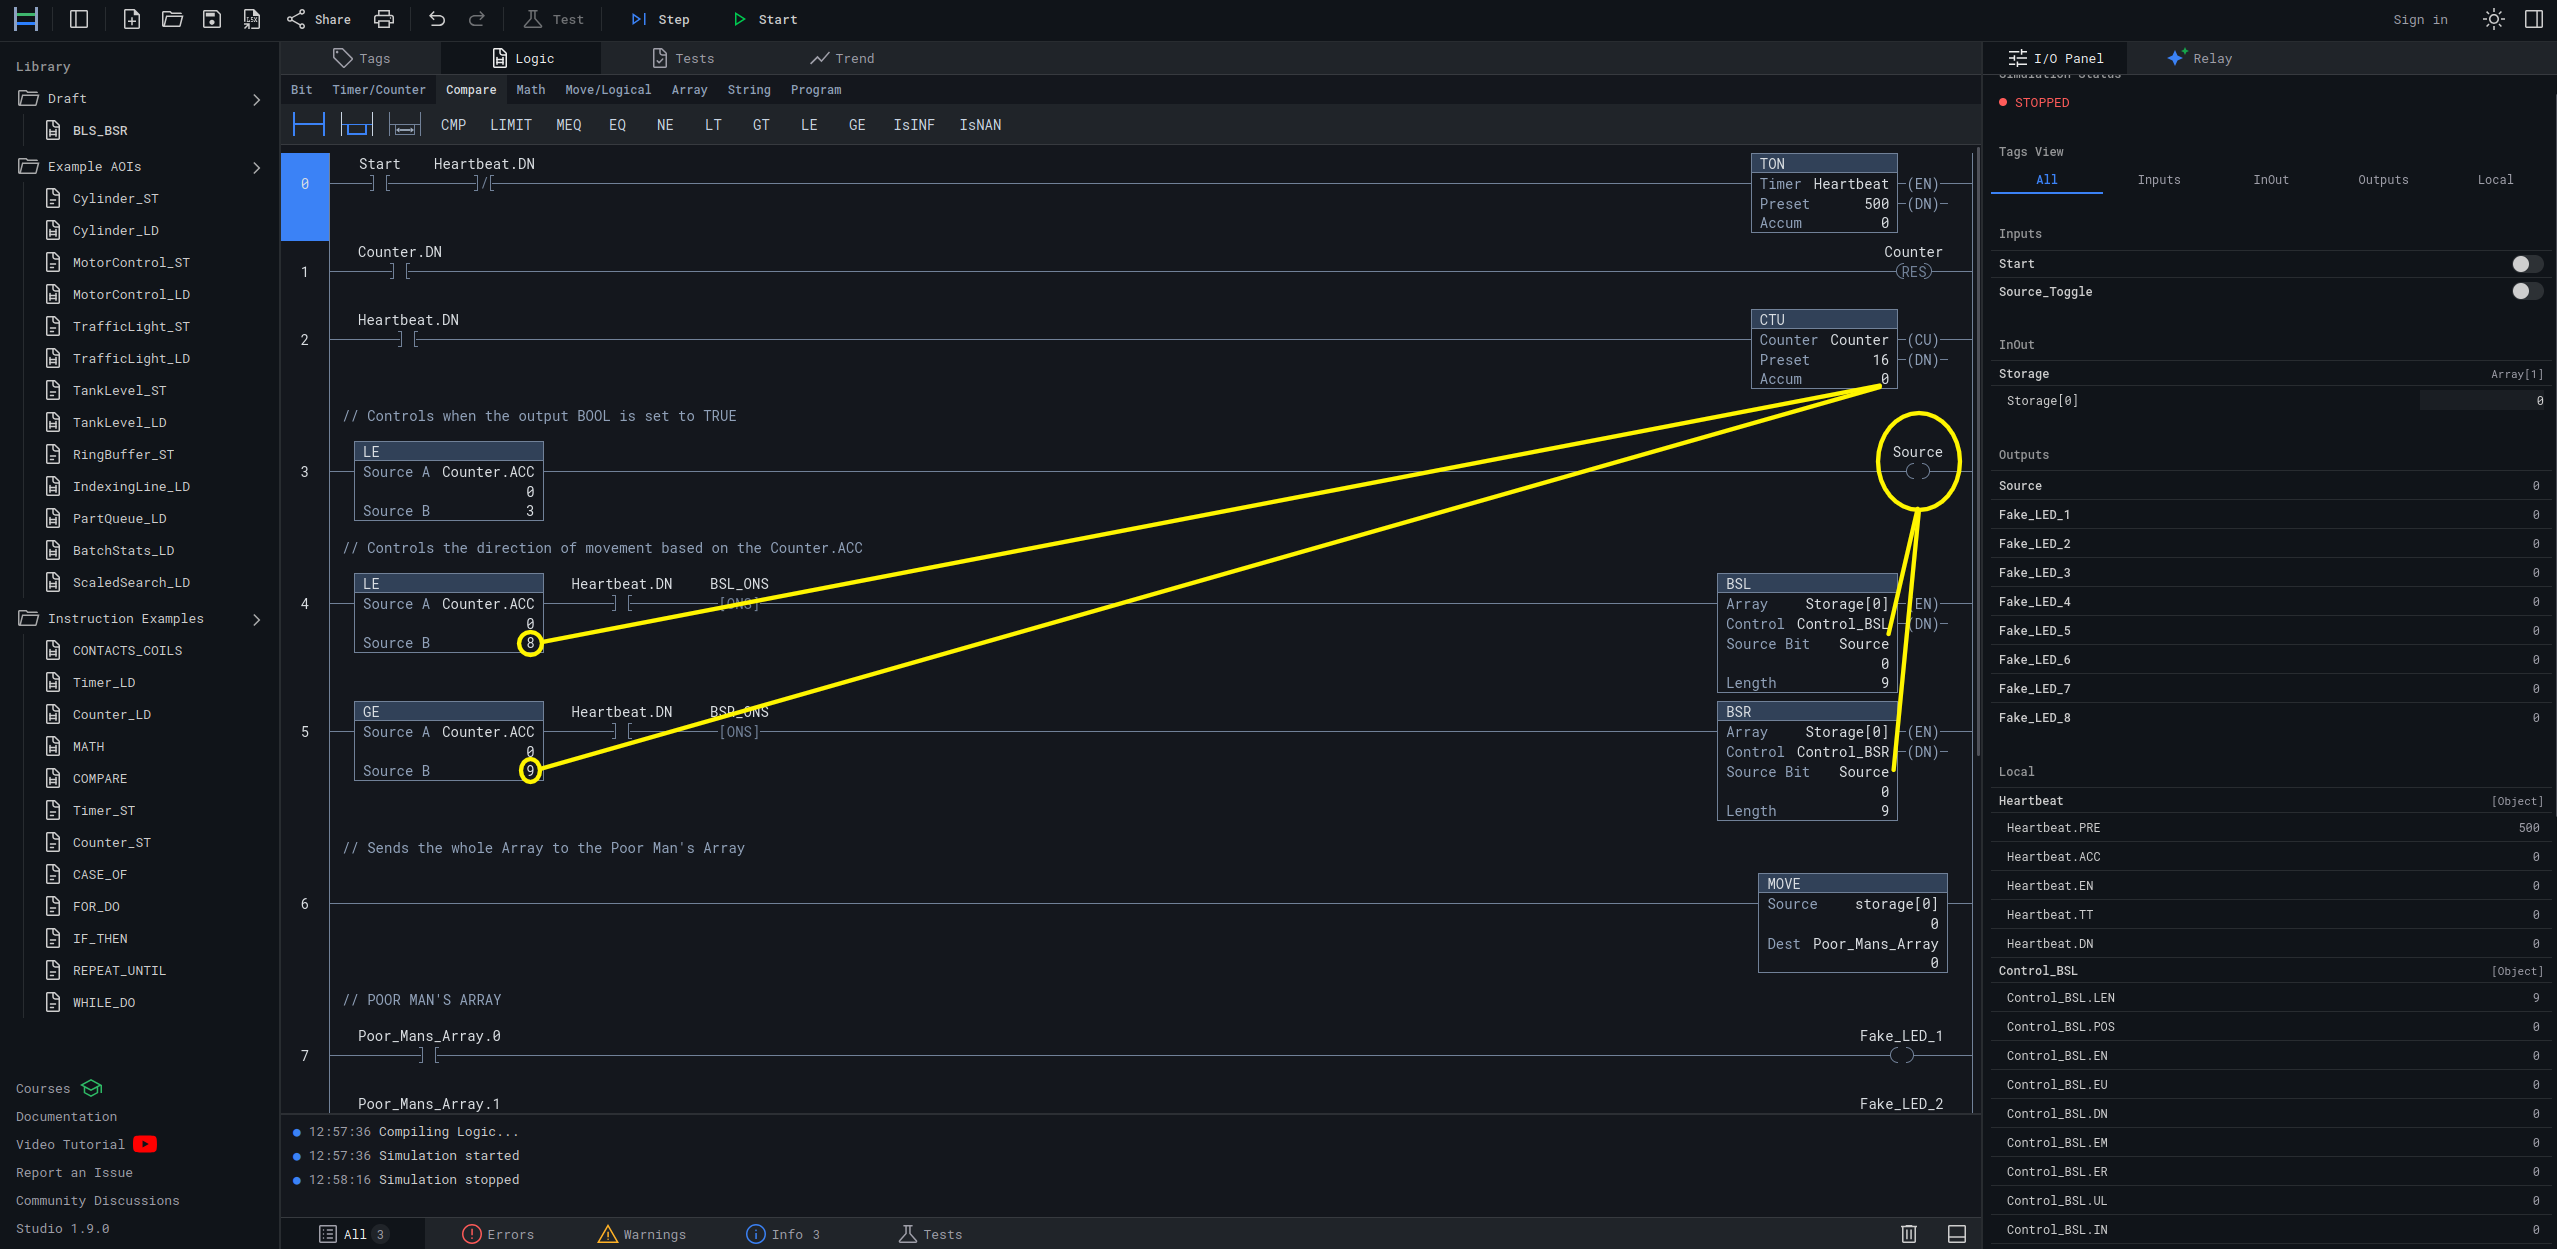 Share
Test
Step
Start
Sign in
Library
Draft
BLS_BSR
Example AOIs
Cylinder_ST
Cylinder_LD
MotorControl_ST
MotorControl_LD
TrafficLight_ST
TrafficLight_LD
TankLevel_ST
TankLevel_LD
RingBuffer_ST
IndexingLine_LD
PartQueue_LD
BatchStats_LD
ScaledSearch_LD
Instruction Examples
CONTACTS_COILS
Timer_LD
Counter_LD
MATH
COMPARE
Timer_ST
Counter_ST
CASE_OF
FOR_DO
IF_THEN
REPEAT_UNTIL
WHILE_DO
Courses
Documentation
Video Tutorial
Report an Issue
Community Discussions
Studio 1.9.0
Tags Logic Tests Trend
Bit Timer/Counter Compare Math Move/Logical Array String Program
CMP LIMIT MEQ EQ NE LT GT LE GE IsINF IsNAN
0
Start Heartbeat.DN
TON
Timer Heartbeat (EN)
Preset 500 (DN)
Accum 0
1
Counter.DN
Counter
(RES)
2
Heartbeat.DN
CTU
Counter Counter (CU)
Preset 16 (DN)
Accum 0
// Controls when the output BOOL is set to TRUE
3
LE
Source A Counter.ACC
0
Source B 3
Source
// Controls the direction of movement based on the Counter.ACC
4
LE
Source A Counter.ACC
0
Source B 8
Heartbeat.DN BSL_ONS
[ONS]
BSL
Array Storage[0] (EN)
Control Control_BSL (DN)
Source Bit Source
0
Length 9
5
GE
Source A Counter.ACC
0
Source B 9
Heartbeat.DN BSR_ONS
[ONS]
BSR
Array Storage[0] (EN)
Control Control_BSR (DN)
Source Bit Source
0
Length 9
// Sends the whole Array to the Poor Man's Array
6
MOVE
Source storage[0]
0
Dest Poor_Mans_Array
0
// POOR MAN'S ARRAY
7
Poor_Mans_Array.0
Fake_LED_1
Poor_Mans_Array.1
Fake_LED_2
12:57:36 Compiling Logic...
12:57:36 Simulation started
12:58:16 Simulation stopped
All 3 Errors Warnings Info 3 Tests
I/O Panel Relay
Simulation Status
STOPPED
Tags View
All Inputs InOut Outputs Local
Inputs
Start
Source_Toggle
InOut
Storage Array[1]
Storage[0] 0
Outputs
Source 0
Fake_LED_1 0
Fake_LED_2 0
Fake_LED_3 0
Fake_LED_4 0
Fake_LED_5 0
Fake_LED_6 0
Fake_LED_7 0
Fake_LED_8 0
Local
Heartbeat [Object]
Heartbeat.PRE 500
Heartbeat.ACC 0
Heartbeat.EN 0
Heartbeat.TT 0
Heartbeat.DN 0
Control_BSL [Object]
Control_BSL.LEN 9
Control_BSL.POS 0
Control_BSL.EN 0
Control_BSL.EU 0
Control_BSL.DN 0
Control_BSL.EM 0
Control_BSL.ER 0
Control_BSL.UL 0
Control_BSL.IN 0